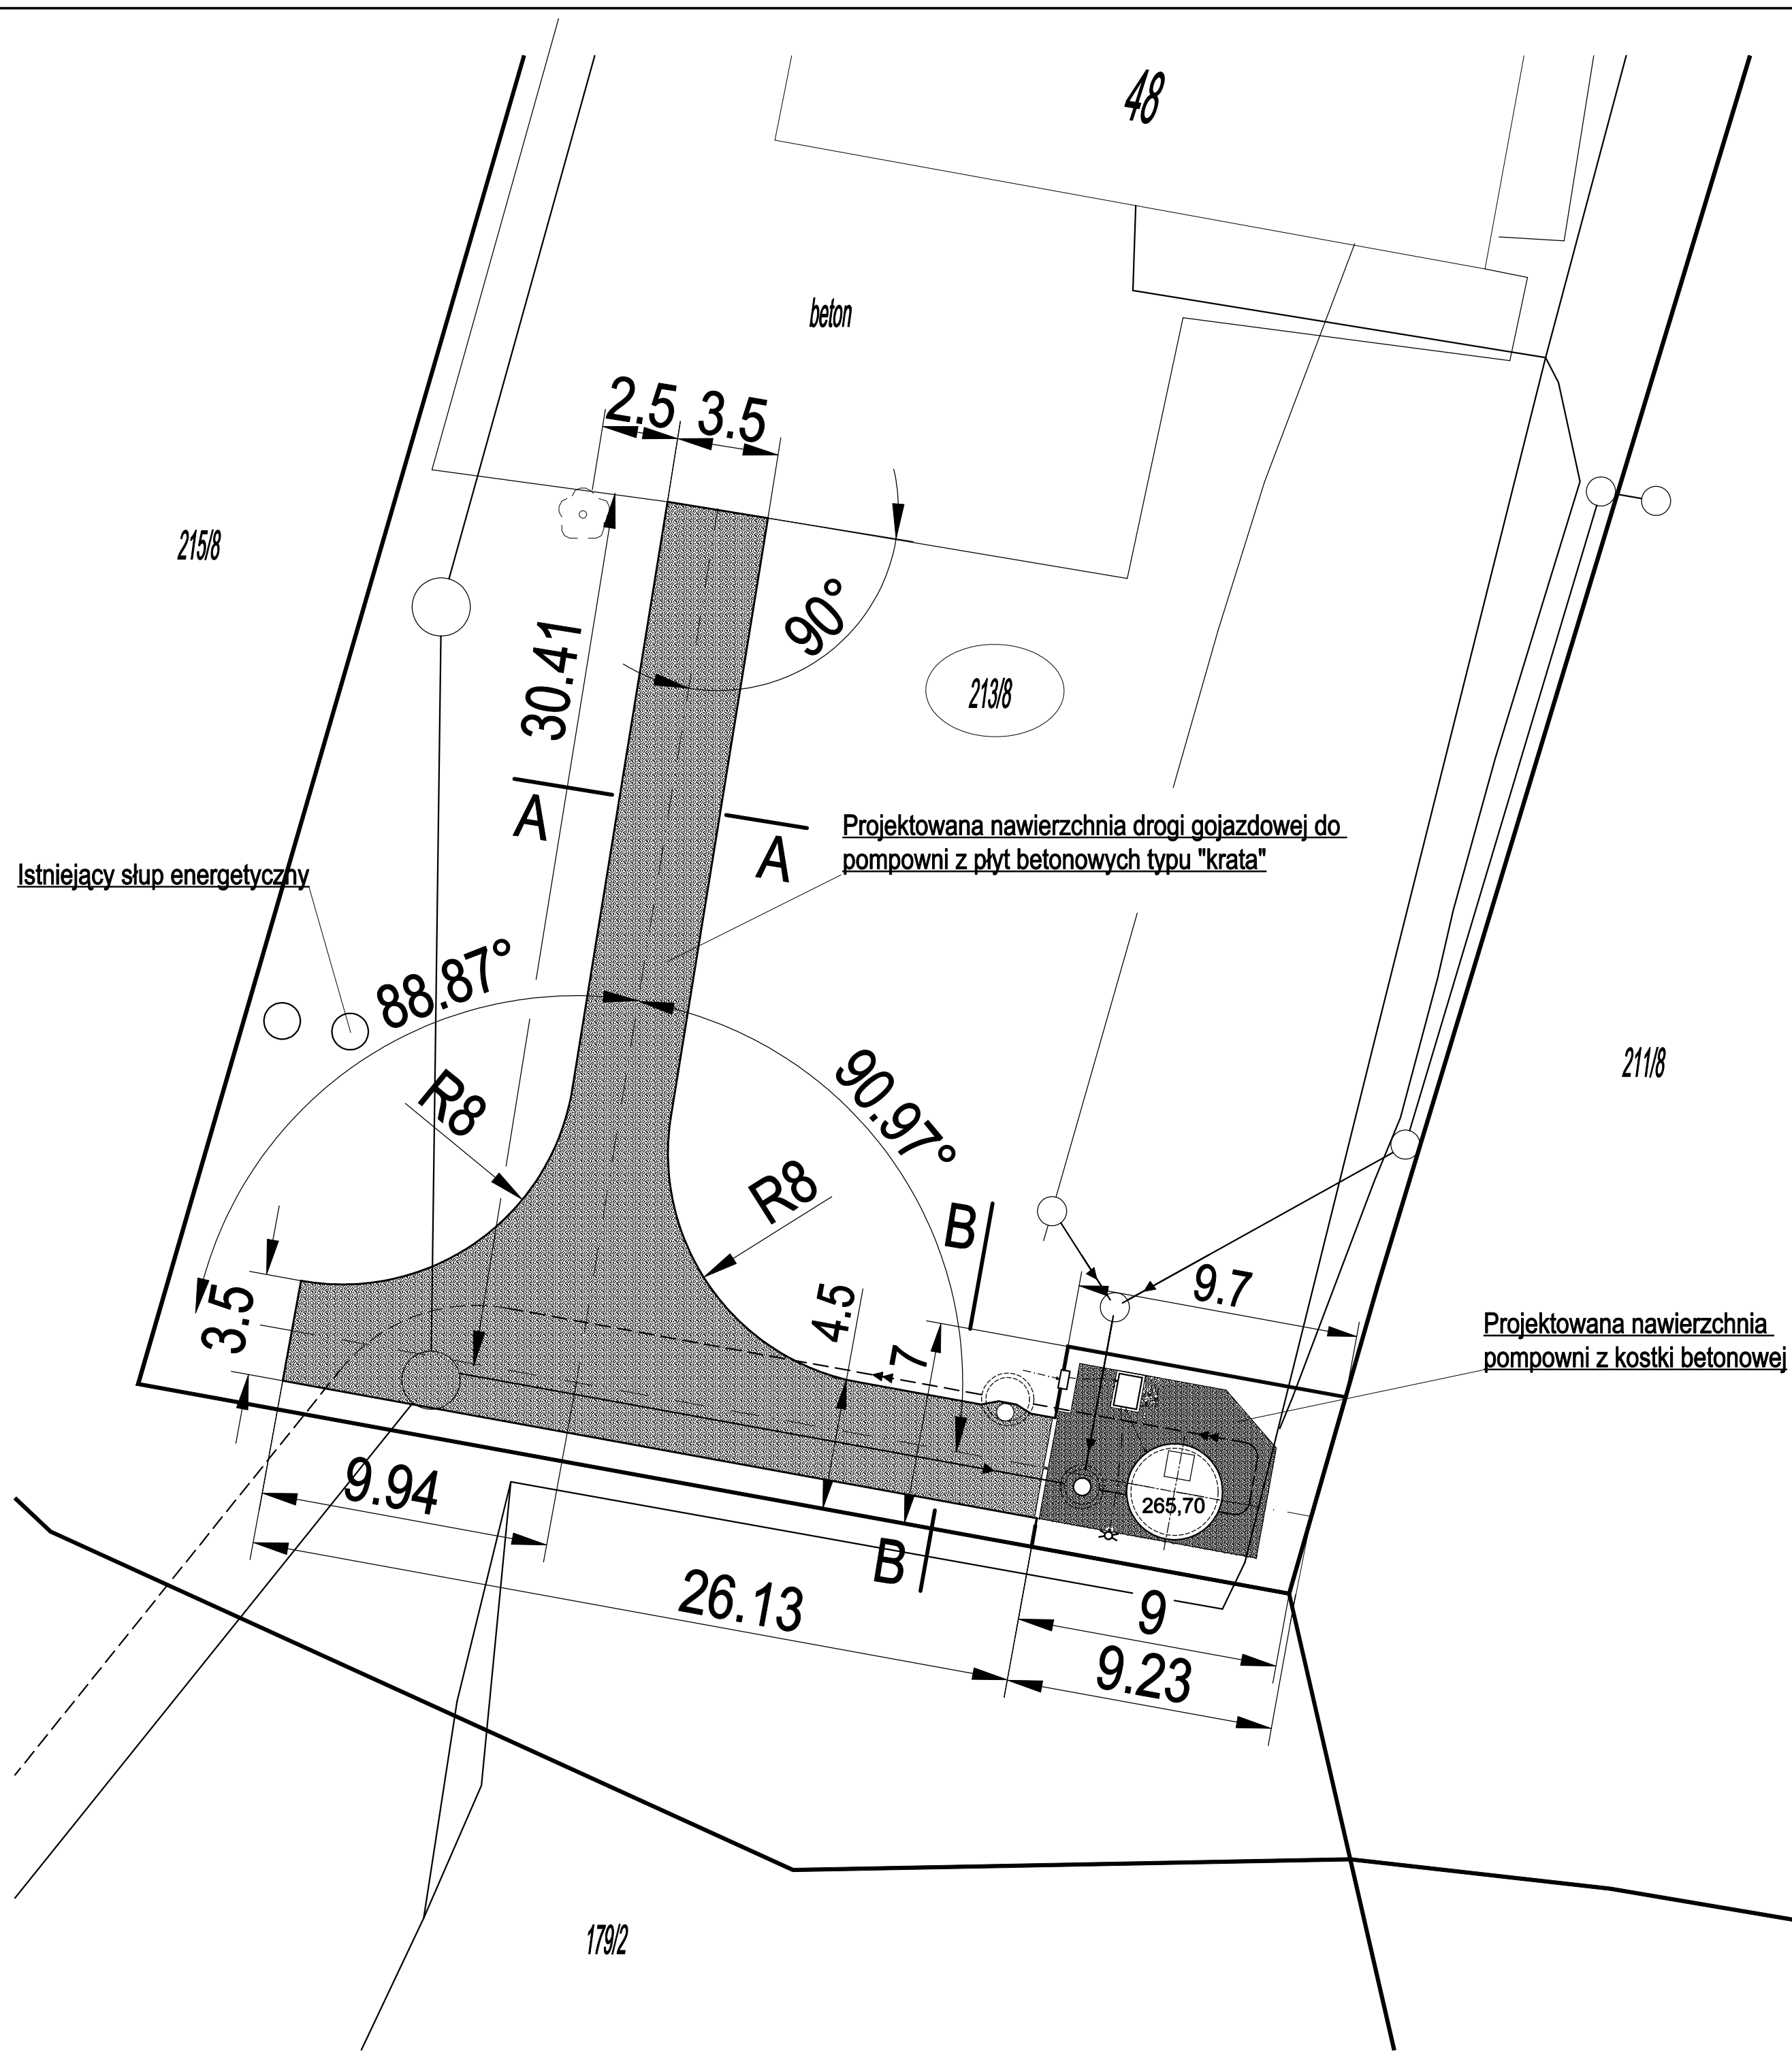 48
beton
2.5
3.5
215/8
90°
30.41
213/8
A
A
Projektowana nawierzchnia drogi gojazdowej do
pompowni z płyt betonowych typu "krata"
Istniejący słup energetyczny
88.87°
90.97°
211/8
R8
R8
B
9.7
3.5
4.5
7
Projektowana nawierzchnia
pompowni z kostki betonowej
9.94
265,70
B
26.13
9
9.23
179/2